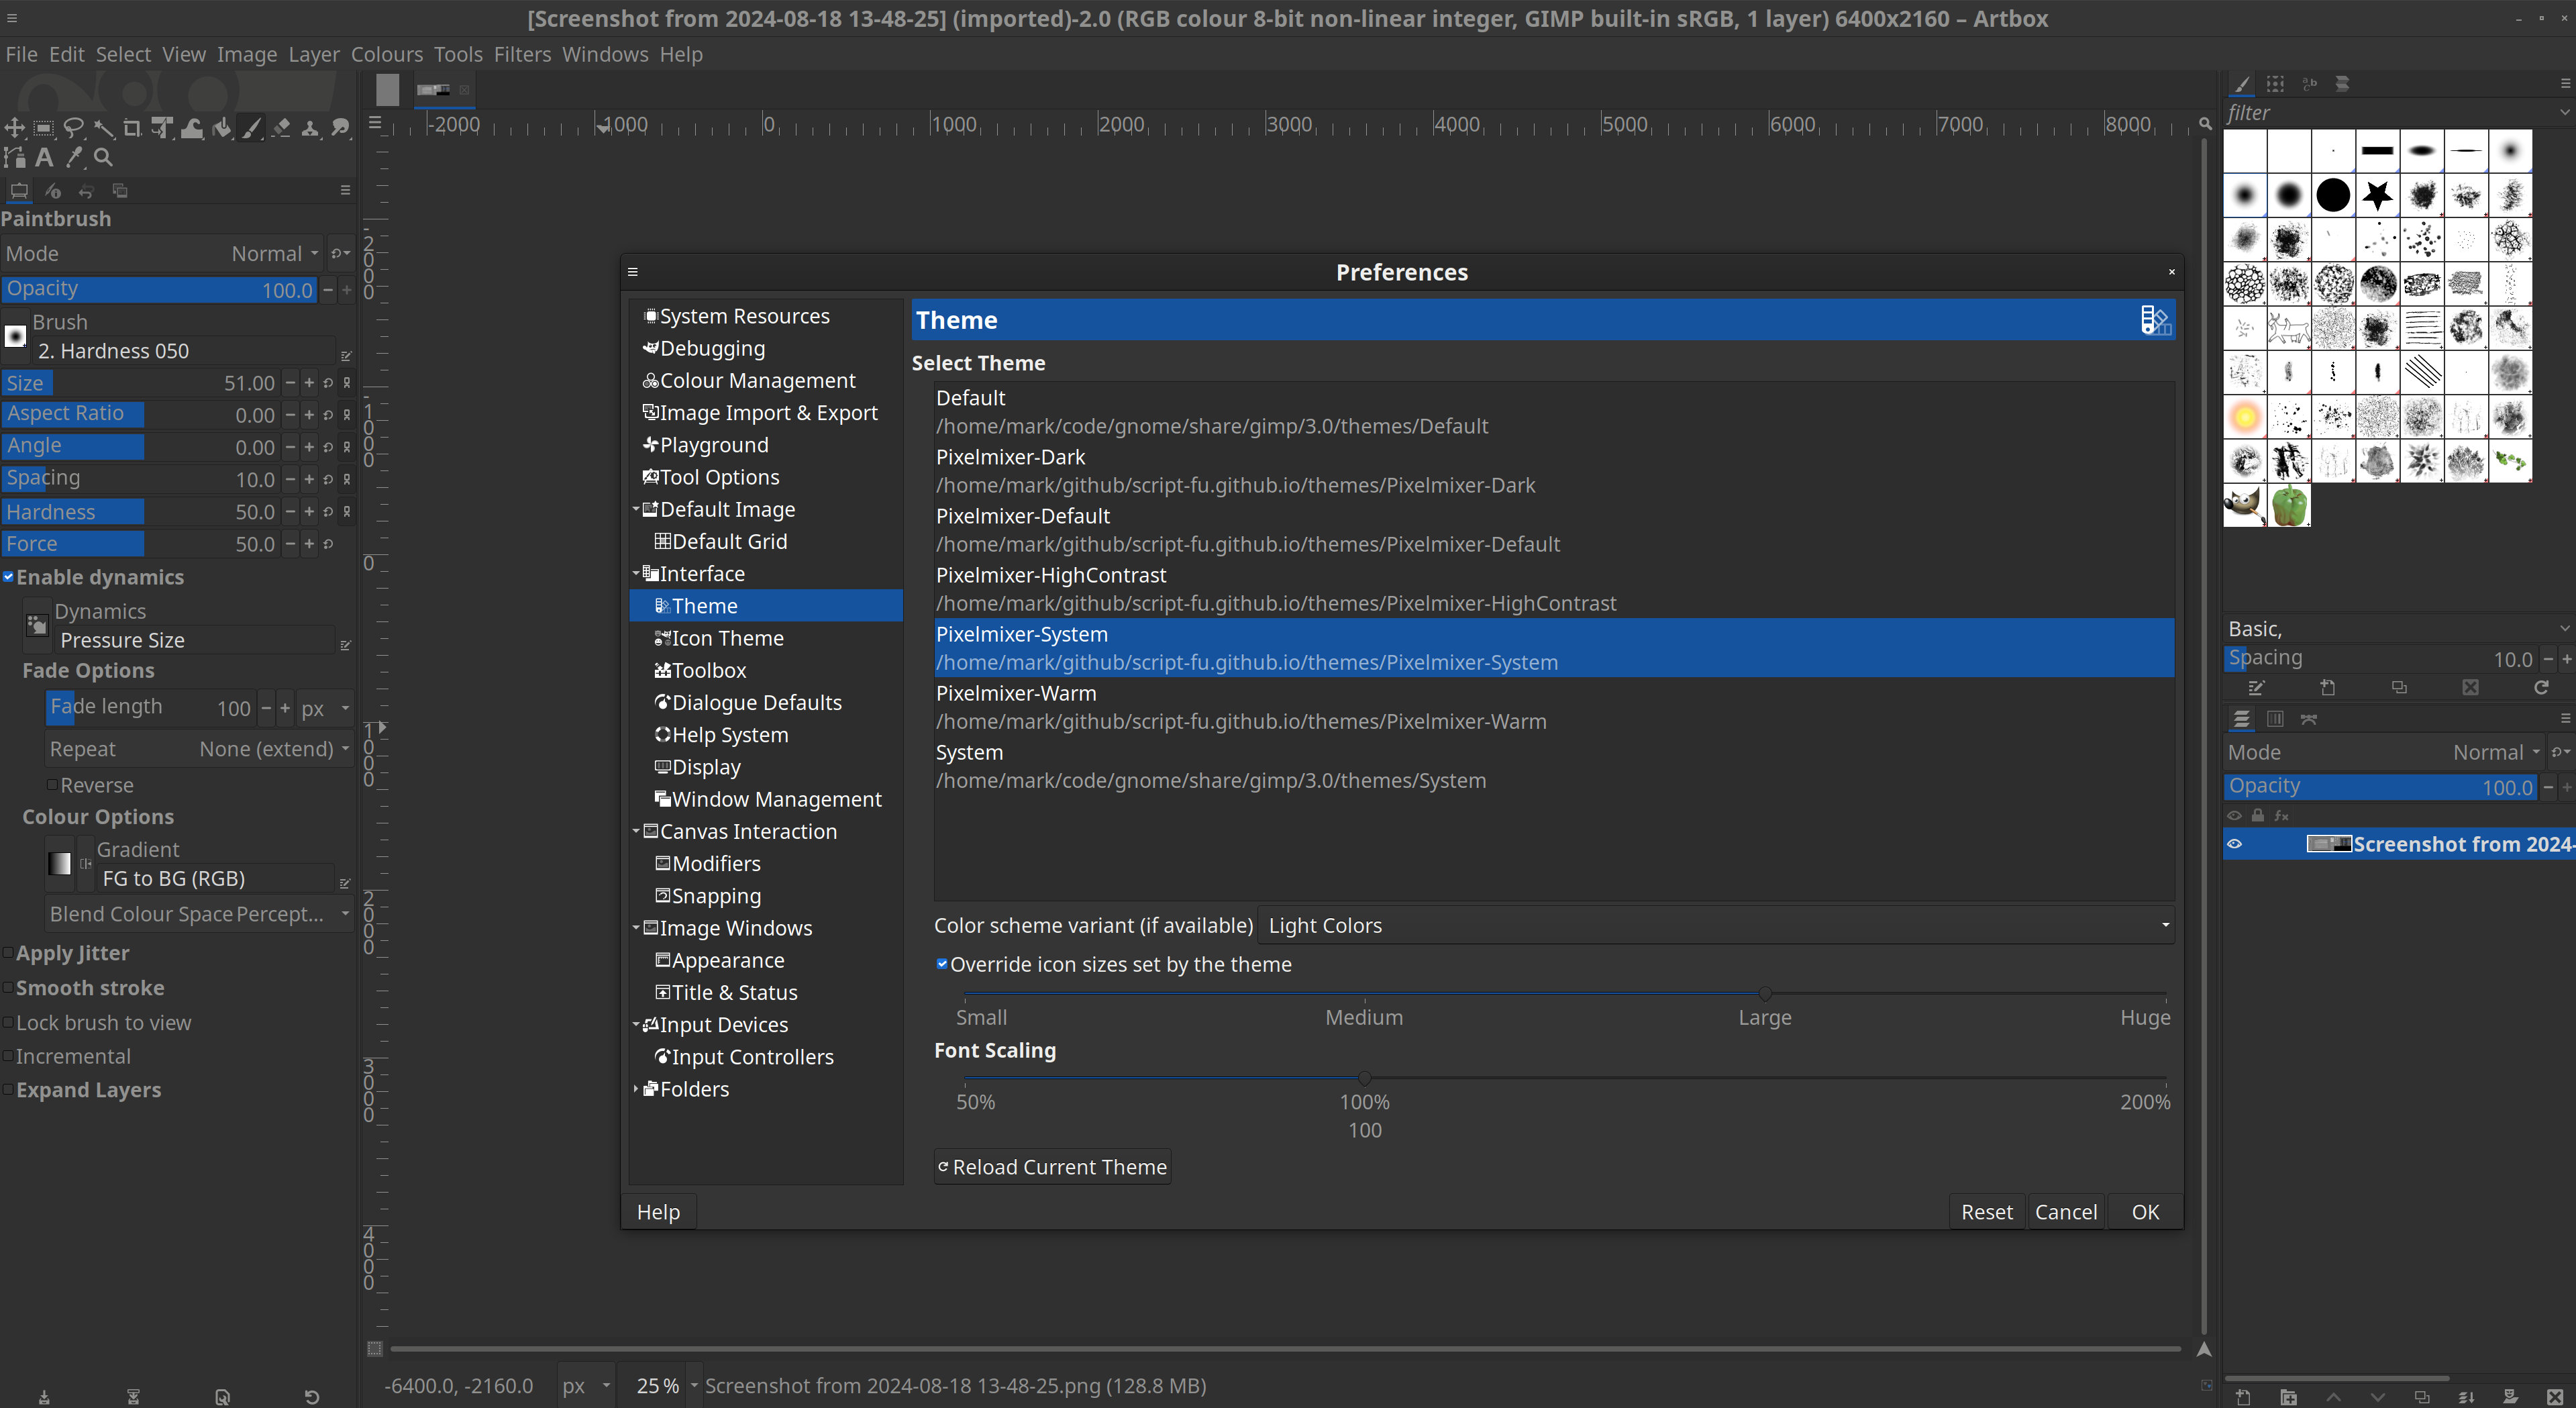 [Screenshot from 2024-08-18 13-48-25] (imported)-2.0 (RGB colour 8-bit non-linear integer, GIMP built-in sRGB, 1 layer) 6400x2160 – Artbox
File Edit Select View Image Layer Colours Tools Filters Windows Help
-2000 -1000 0 1000 2000 3000 4000 5000 6000 7000 8000
Paintbrush
Mode Normal
Opacity 100.0
Brush
2. Hardness 050
Size 51.00
Aspect Ratio 0.00
Angle 0.00
Spacing 10.0
Hardness 50.0
Force 50.0
Enable dynamics
Dynamics
Pressure Size
Fade Options
Fade length 100 px
Repeat None (extend)
Reverse
Colour Options
Gradient
FG to BG (RGB)
Blend Colour Space Percept...
Apply Jitter
Smooth stroke
Lock brush to view
Incremental
Expand Layers
-2000
-1000
0
1000
2000
3000
4000
Preferences
System Resources
Debugging
Colour Management
Image Import & Export
Playground
Tool Options
Default Image
Default Grid
Interface
Theme
Icon Theme
Toolbox
Dialogue Defaults
Help System
Display
Window Management
Canvas Interaction
Modifiers
Snapping
Image Windows
Appearance
Title & Status
Input Devices
Input Controllers
Folders
Theme
Select Theme
Default
/home/mark/code/gnome/share/gimp/3.0/themes/Default
Pixelmixer-Dark
/home/mark/github/script-fu.github.io/themes/Pixelmixer-Dark
Pixelmixer-Default
/home/mark/github/script-fu.github.io/themes/Pixelmixer-Default
Pixelmixer-HighContrast
/home/mark/github/script-fu.github.io/themes/Pixelmixer-HighContrast
Pixelmixer-System
/home/mark/github/script-fu.github.io/themes/Pixelmixer-System
Pixelmixer-Warm
/home/mark/github/script-fu.github.io/themes/Pixelmixer-Warm
System
/home/mark/code/gnome/share/gimp/3.0/themes/System
Color scheme variant (if available) Light Colors
Override icon sizes set by the theme
Small Medium Large Huge
Font Scaling
50% 100% 200%
100
Reload Current Theme
Help Reset Cancel OK
-6400.0, -2160.0 px 25 % Screenshot from 2024-08-18 13-48-25.png (128.8 MB)
filter
Basic,
Spacing 10.0
Mode Normal
Opacity 100.0
fx
Screenshot from 2024-